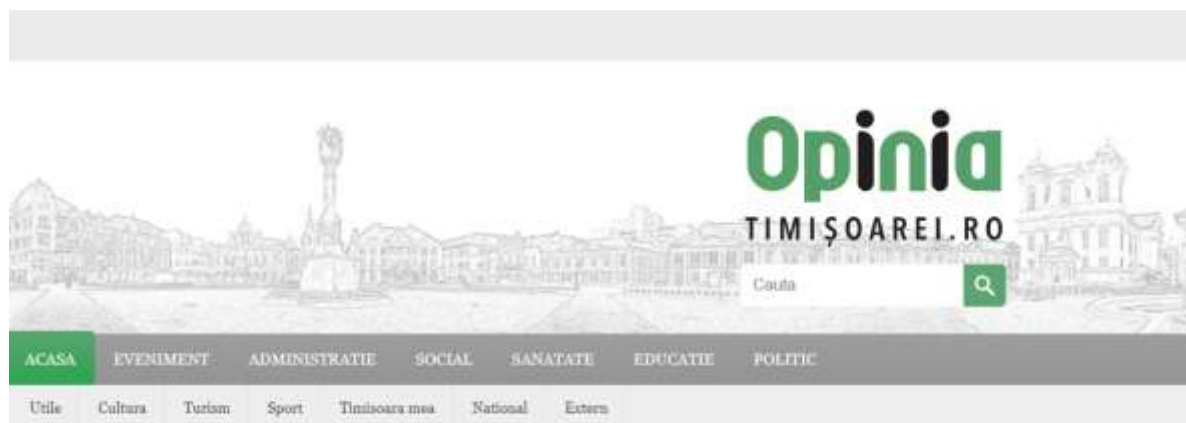 Opinia
TIMIȘOAREI.RO
Cauta
ACASA EVENIMENT ADMINISTRATIE SOCIAL SANATATE EDUCATIE POLITIC
Utile Cultura Turism Sport Timisoara mea National Extern